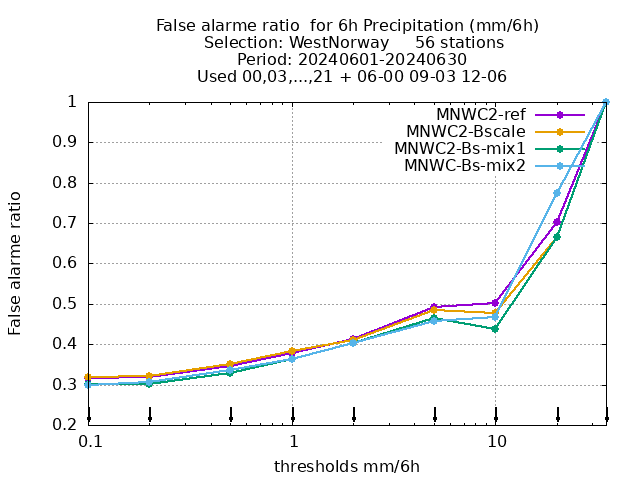 False alarme ratio  for 6h Precipitation (mm/6h)
Selection: WestNorway     56 stations
Period: 20240601-20240630
Used 00,03,...,21 + 06-00 09-03 12-06
MNWC2-ref
MNWC2-Bscale
MNWC2-Bs-mix1
MNWC-Bs-mix2
False alarme ratio
1
0.9
0.8
0.7
0.6
0.5
0.4
0.3
0.2
0.1 1 10
thresholds mm/6h